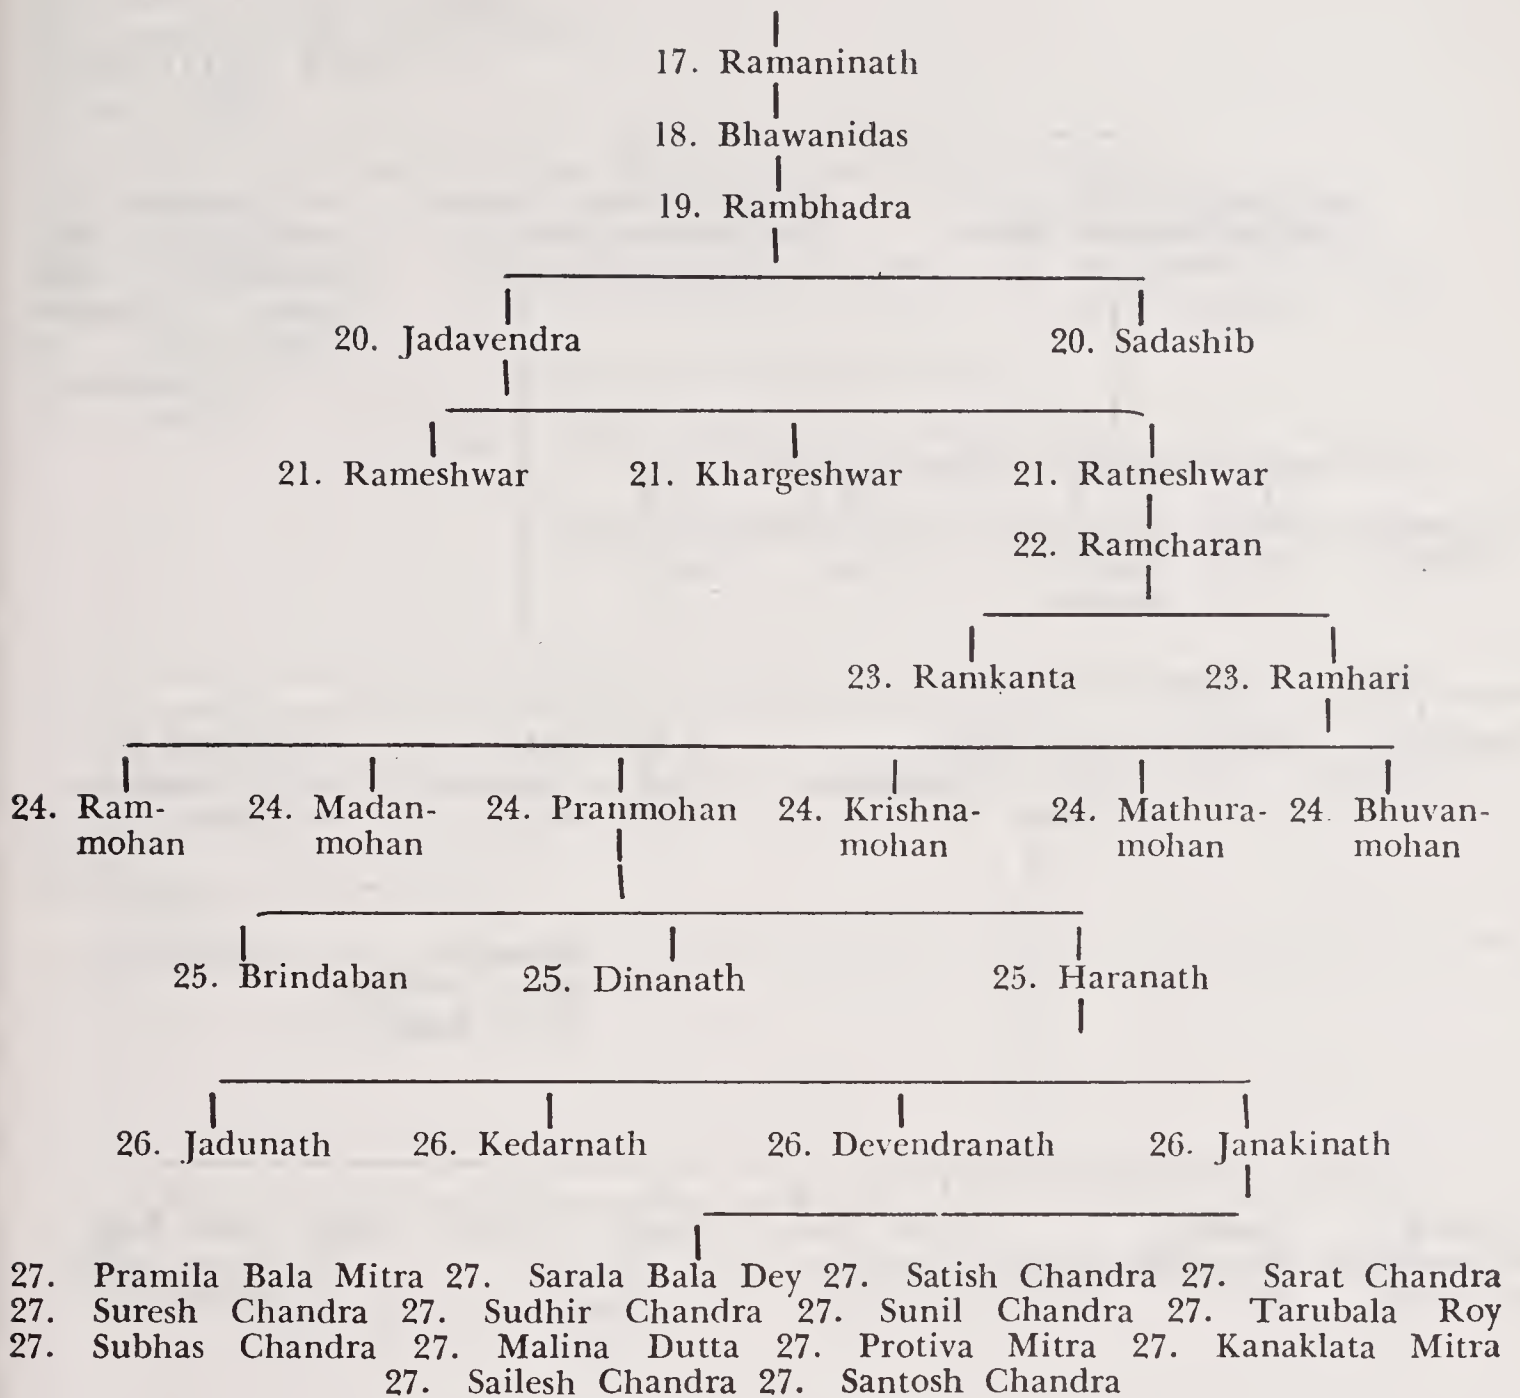 17. Ramaninath
18. Bhawanidas
19. Rambhadra
20. Jadavendra 20. Sadashib
21. Rameshwar 21. Khargeshwar 21. Ratneshwar
22. Ramcharan
23. Ramkanta 23. Ramhari
24. Ram- 24. Madan- 24. Pranmohan 24. Krishna- 24. Mathura- 24. Bhuvan-
mohan mohan mohan mohan mohan
25. Brindaban 25. Dinanath 25. Haranath
26. Jadunath 26. Kedarnath 26. Devendranath 26. Janakinath
27. Pramila Bala Mitra 27. Sarala Bala Dey 27. Satish Chandra 27. Sarat Chandra
27. Suresh Chandra 27. Sudhir Chandra 27. Sunil Chandra 27. Tarubala Roy
27. Subhas Chandra 27. Malina Dutta 27. Protiva Mitra 27. Kanaklata Mitra
27. Sailesh Chandra 27. Santosh Chandra